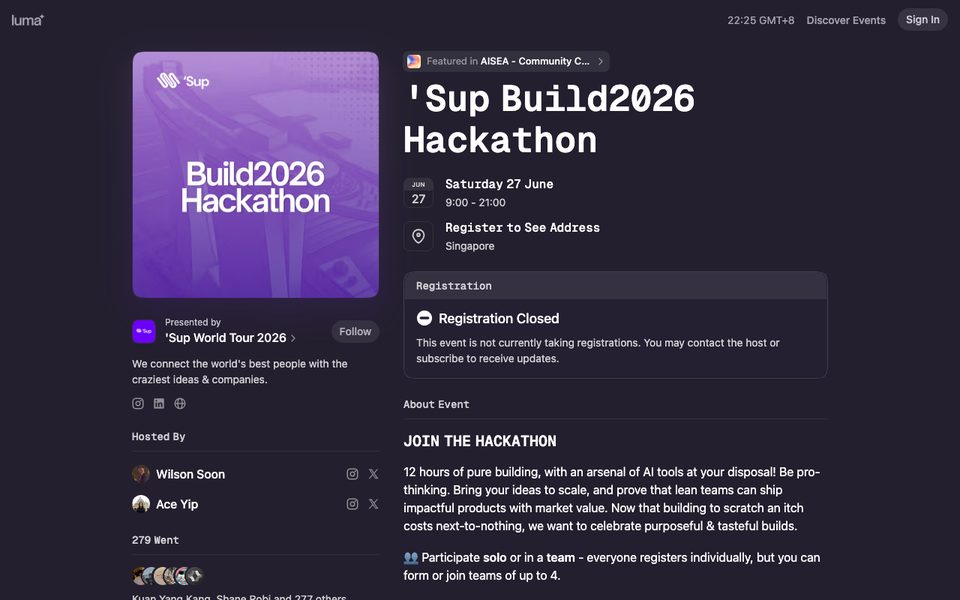 luma
22:25 GMT+8
Discover Events
Sign In
'Sup
Build2026
Hackathon
Featured in AISEA - Community C...
'Sup Build2026
Hackathon
JUN
27
Saturday 27 June
9:00 - 21:00
Register to See Address
Singapore
Registration
Registration Closed
This event is not currently taking registrations. You may contact the host or
subscribe to receive updates.
Presented by
'Sup World Tour 2026
Follow
We connect the world's best people with the
craziest ideas & companies.
Hosted By
Wilson Soon
Ace Yip
279 Went
Kuan Yang Kang, Shane Robi and 277 others
About Event
JOIN THE HACKATHON
12 hours of pure building, with an arsenal of AI tools at your disposal! Be pro-
thinking. Bring your ideas to scale, and prove that lean teams can ship
impactful products with market value. Now that building to scratch an itch
costs next-to-nothing, we want to celebrate purposeful & tasteful builds.
👥 Participate solo or in a team - everyone registers individually, but you can
form or join teams of up to 4.